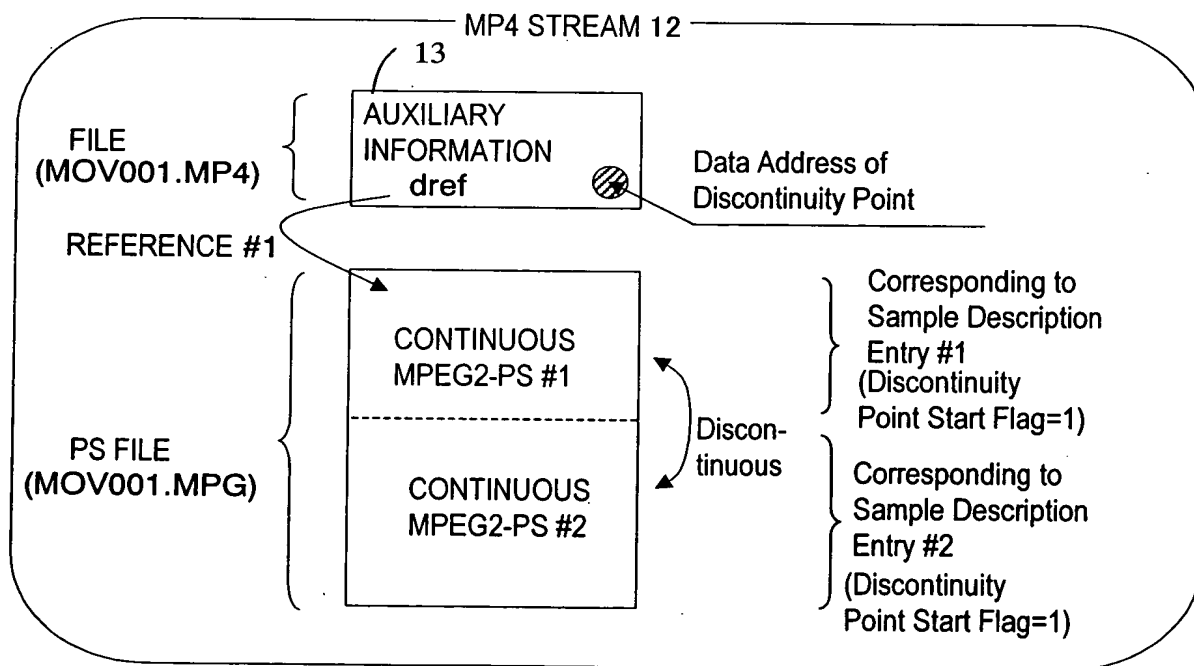 MP4 STREAM 12
13
FILE
(MOV001.MP4)
AUXILIARY
INFORMATION
dref
Data Address of
Discontinuity Point
REFERENCE #1
CONTINUOUS
MPEG2-PS #1
Corresponding to
Sample Description
Entry #1
(Discontinuity
Point Start Flag=1)
Discon-
tinuous
PS FILE
(MOV001.MPG)
CONTINUOUS
MPEG2-PS #2
Corresponding to
Sample Description
Entry #2
(Discontinuity
Point Start Flag=1)